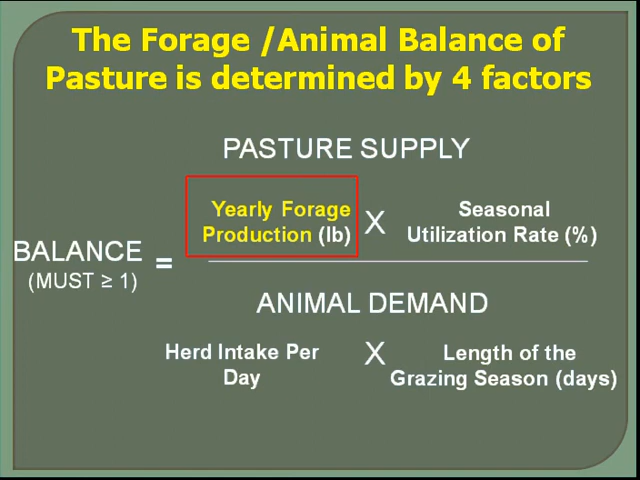 The Forage /Animal Balance of
Pasture is determined by 4 factors
PASTURE SUPPLY
Yearly Forage
Production (lb)
X
Seasonal
Utilization Rate (%)
BALANCE
(MUST ≥ 1)
=
ANIMAL DEMAND
Herd Intake Per
Day
X
Length of the
Grazing Season (days)